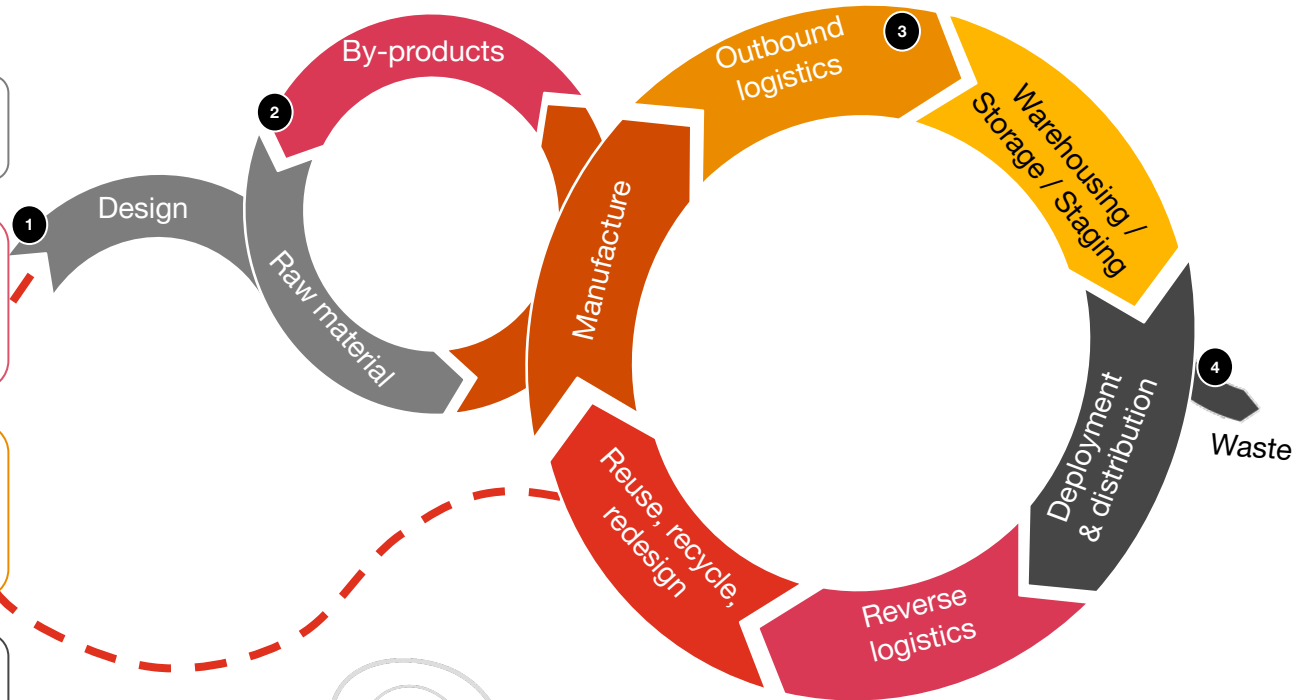 1
Design
2
By-products
Raw material
Manufacture
Outbound
logistics
3
Warehousing /
Storage / Staging
4
Waste
Deployment
& distribution
Reverse
logistics
Reuse, recycle,
redesign